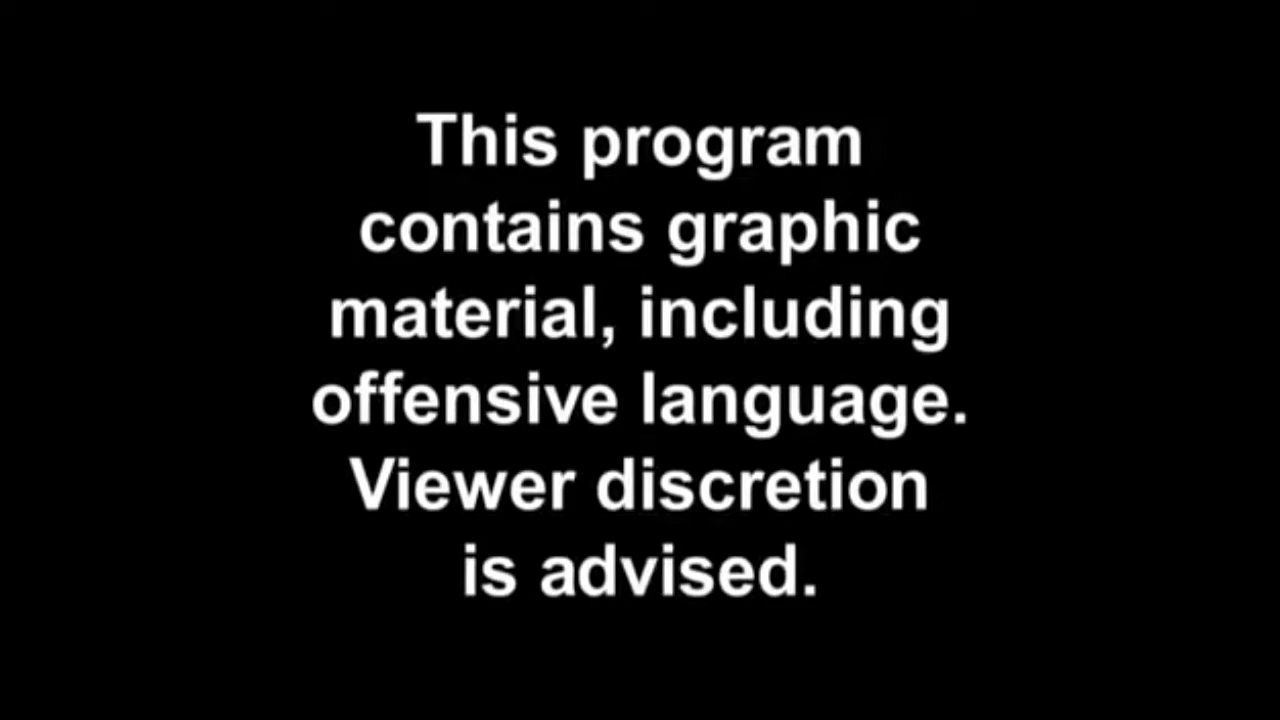 This program
contains graphic
material, including
offensive language.
Viewer discretion
is advised.